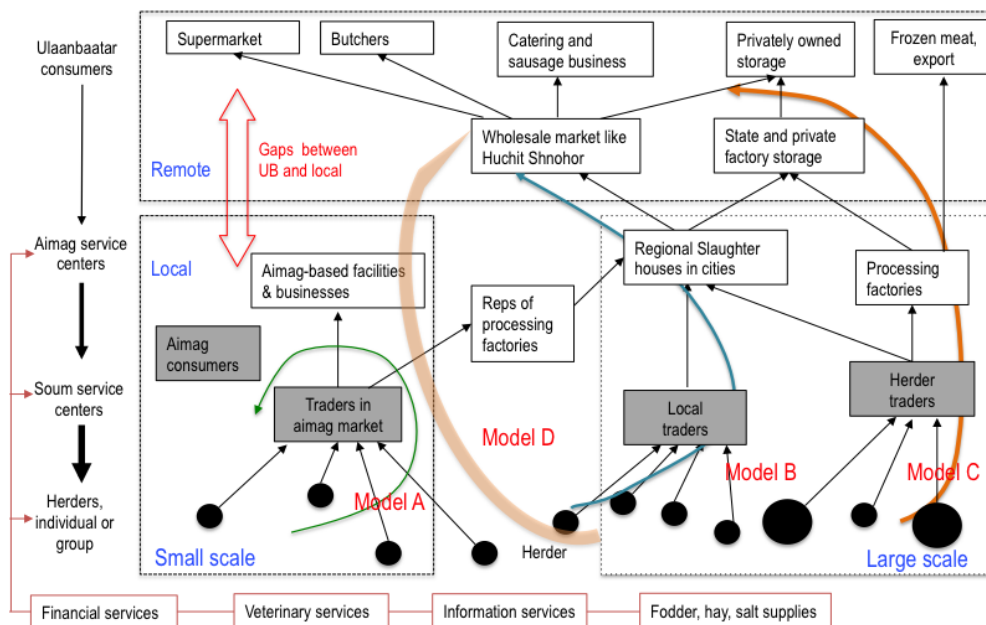 Ulaanbaatar
consumers
Supermarket
Butchers
Catering and
sausage business
Privately owned
storage
Frozen meat,
export
Wholesale market like
Huchit Shnohor
State and private
factory storage
Remote
Gaps between
UB and local
Aimag service
centers
Local
Aimag-based facilities
& businesses
Regional Slaughter
houses in cities
Processing
factories
Reps of
processing
factories
Aimag
consumers
Soum service
centers
Traders in
aimag market
Local
traders
Herder
traders
Model D
Model B
Model C
Model A
Herders,
individual or
group
Herder
Small scale
Large scale
Financial services
Veterinary services
Information services
Fodder, hay, salt supplies